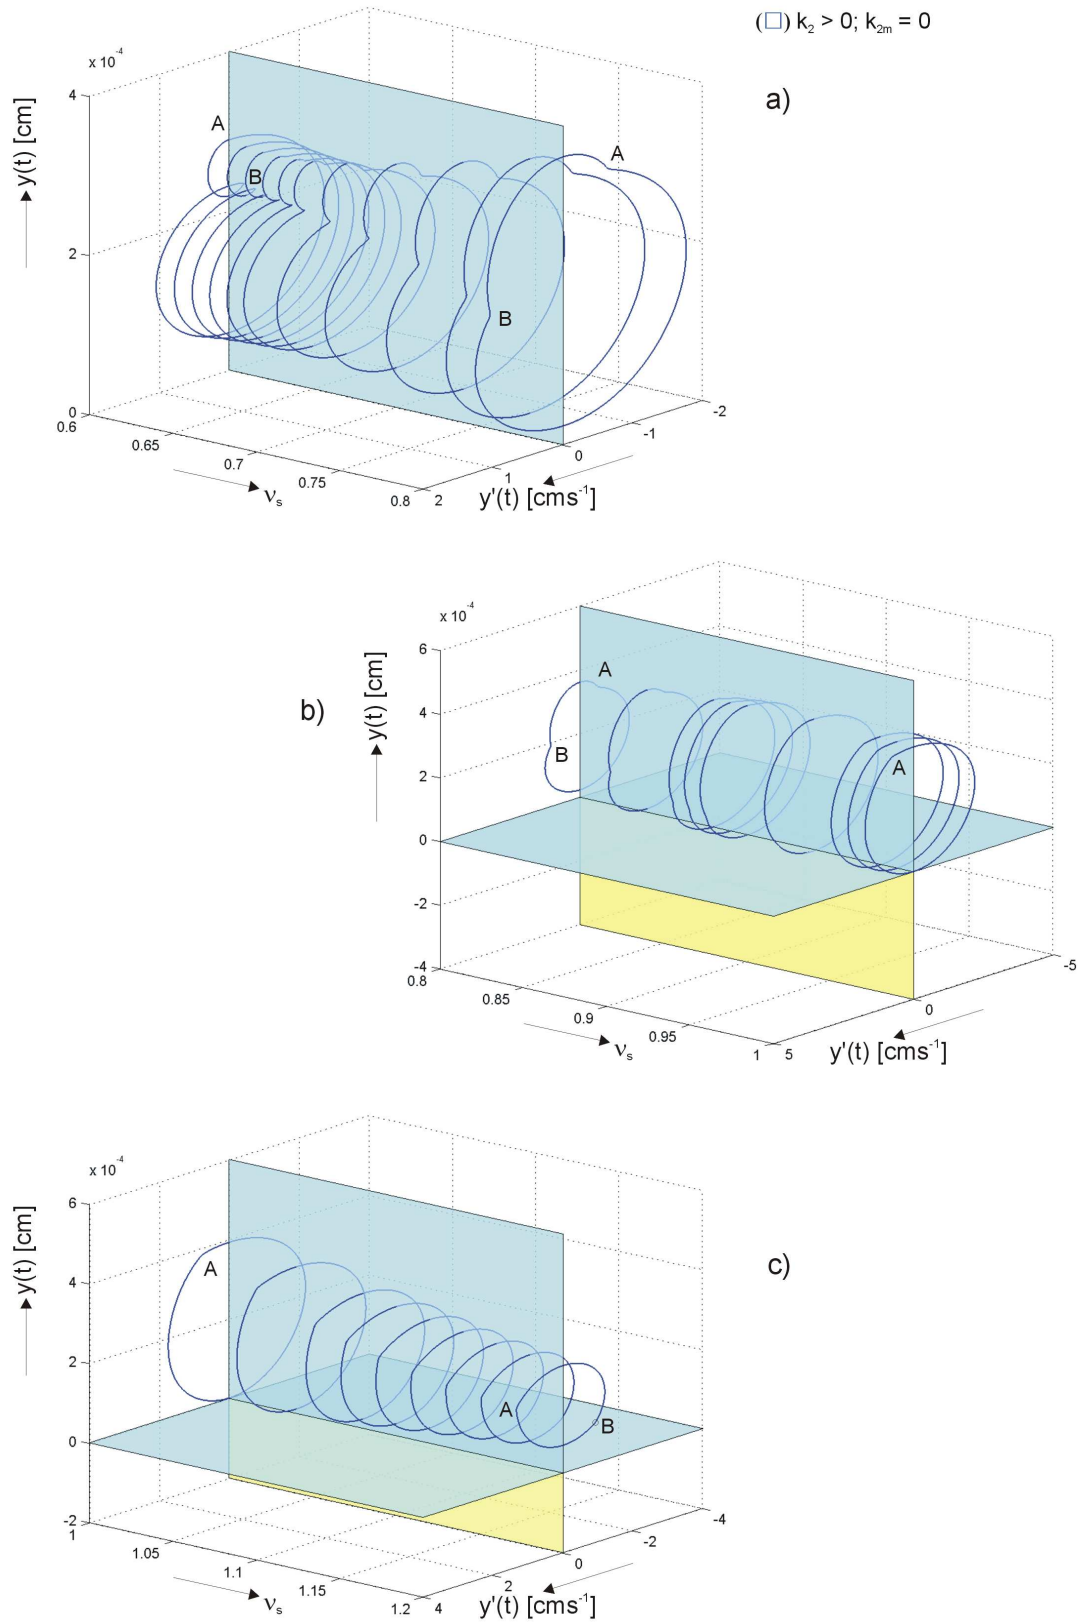 (□) k₂ > 0; k₂ₘ = 0
a)
x 10⁻⁴
y(t) [cm]
4
2
0
A
B
A
B
0.6
0.65
0.7
0.75
0.8
νₛ
2
1
0
-1
-2
y'(t) [cms⁻¹]
b)
x 10⁻⁴
y(t) [cm]
6
4
2
0
-2
-4
A
B
A
0.8
0.85
0.9
0.95
1
νₛ
5
0
-5
y'(t) [cms⁻¹]
c)
x 10⁻⁴
y(t) [cm]
6
4
2
0
-2
A
A
B
1
1.05
1.1
1.15
1.2
νₛ
4
2
0
-2
-4
y'(t) [cms⁻¹]